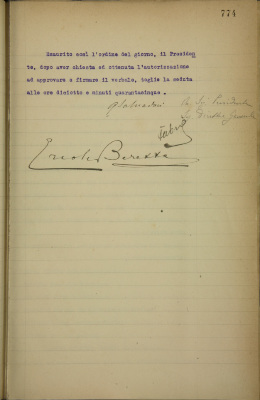 774
Esaurito così l'ordine del giorno, il Presiden
te, dopo aver chiesta ed ottenuta l'autorizzazione
ad approvare e firmare il verbale, toglie la seduta
alle ore diciotto e minuti quarantacinque.
Beretta